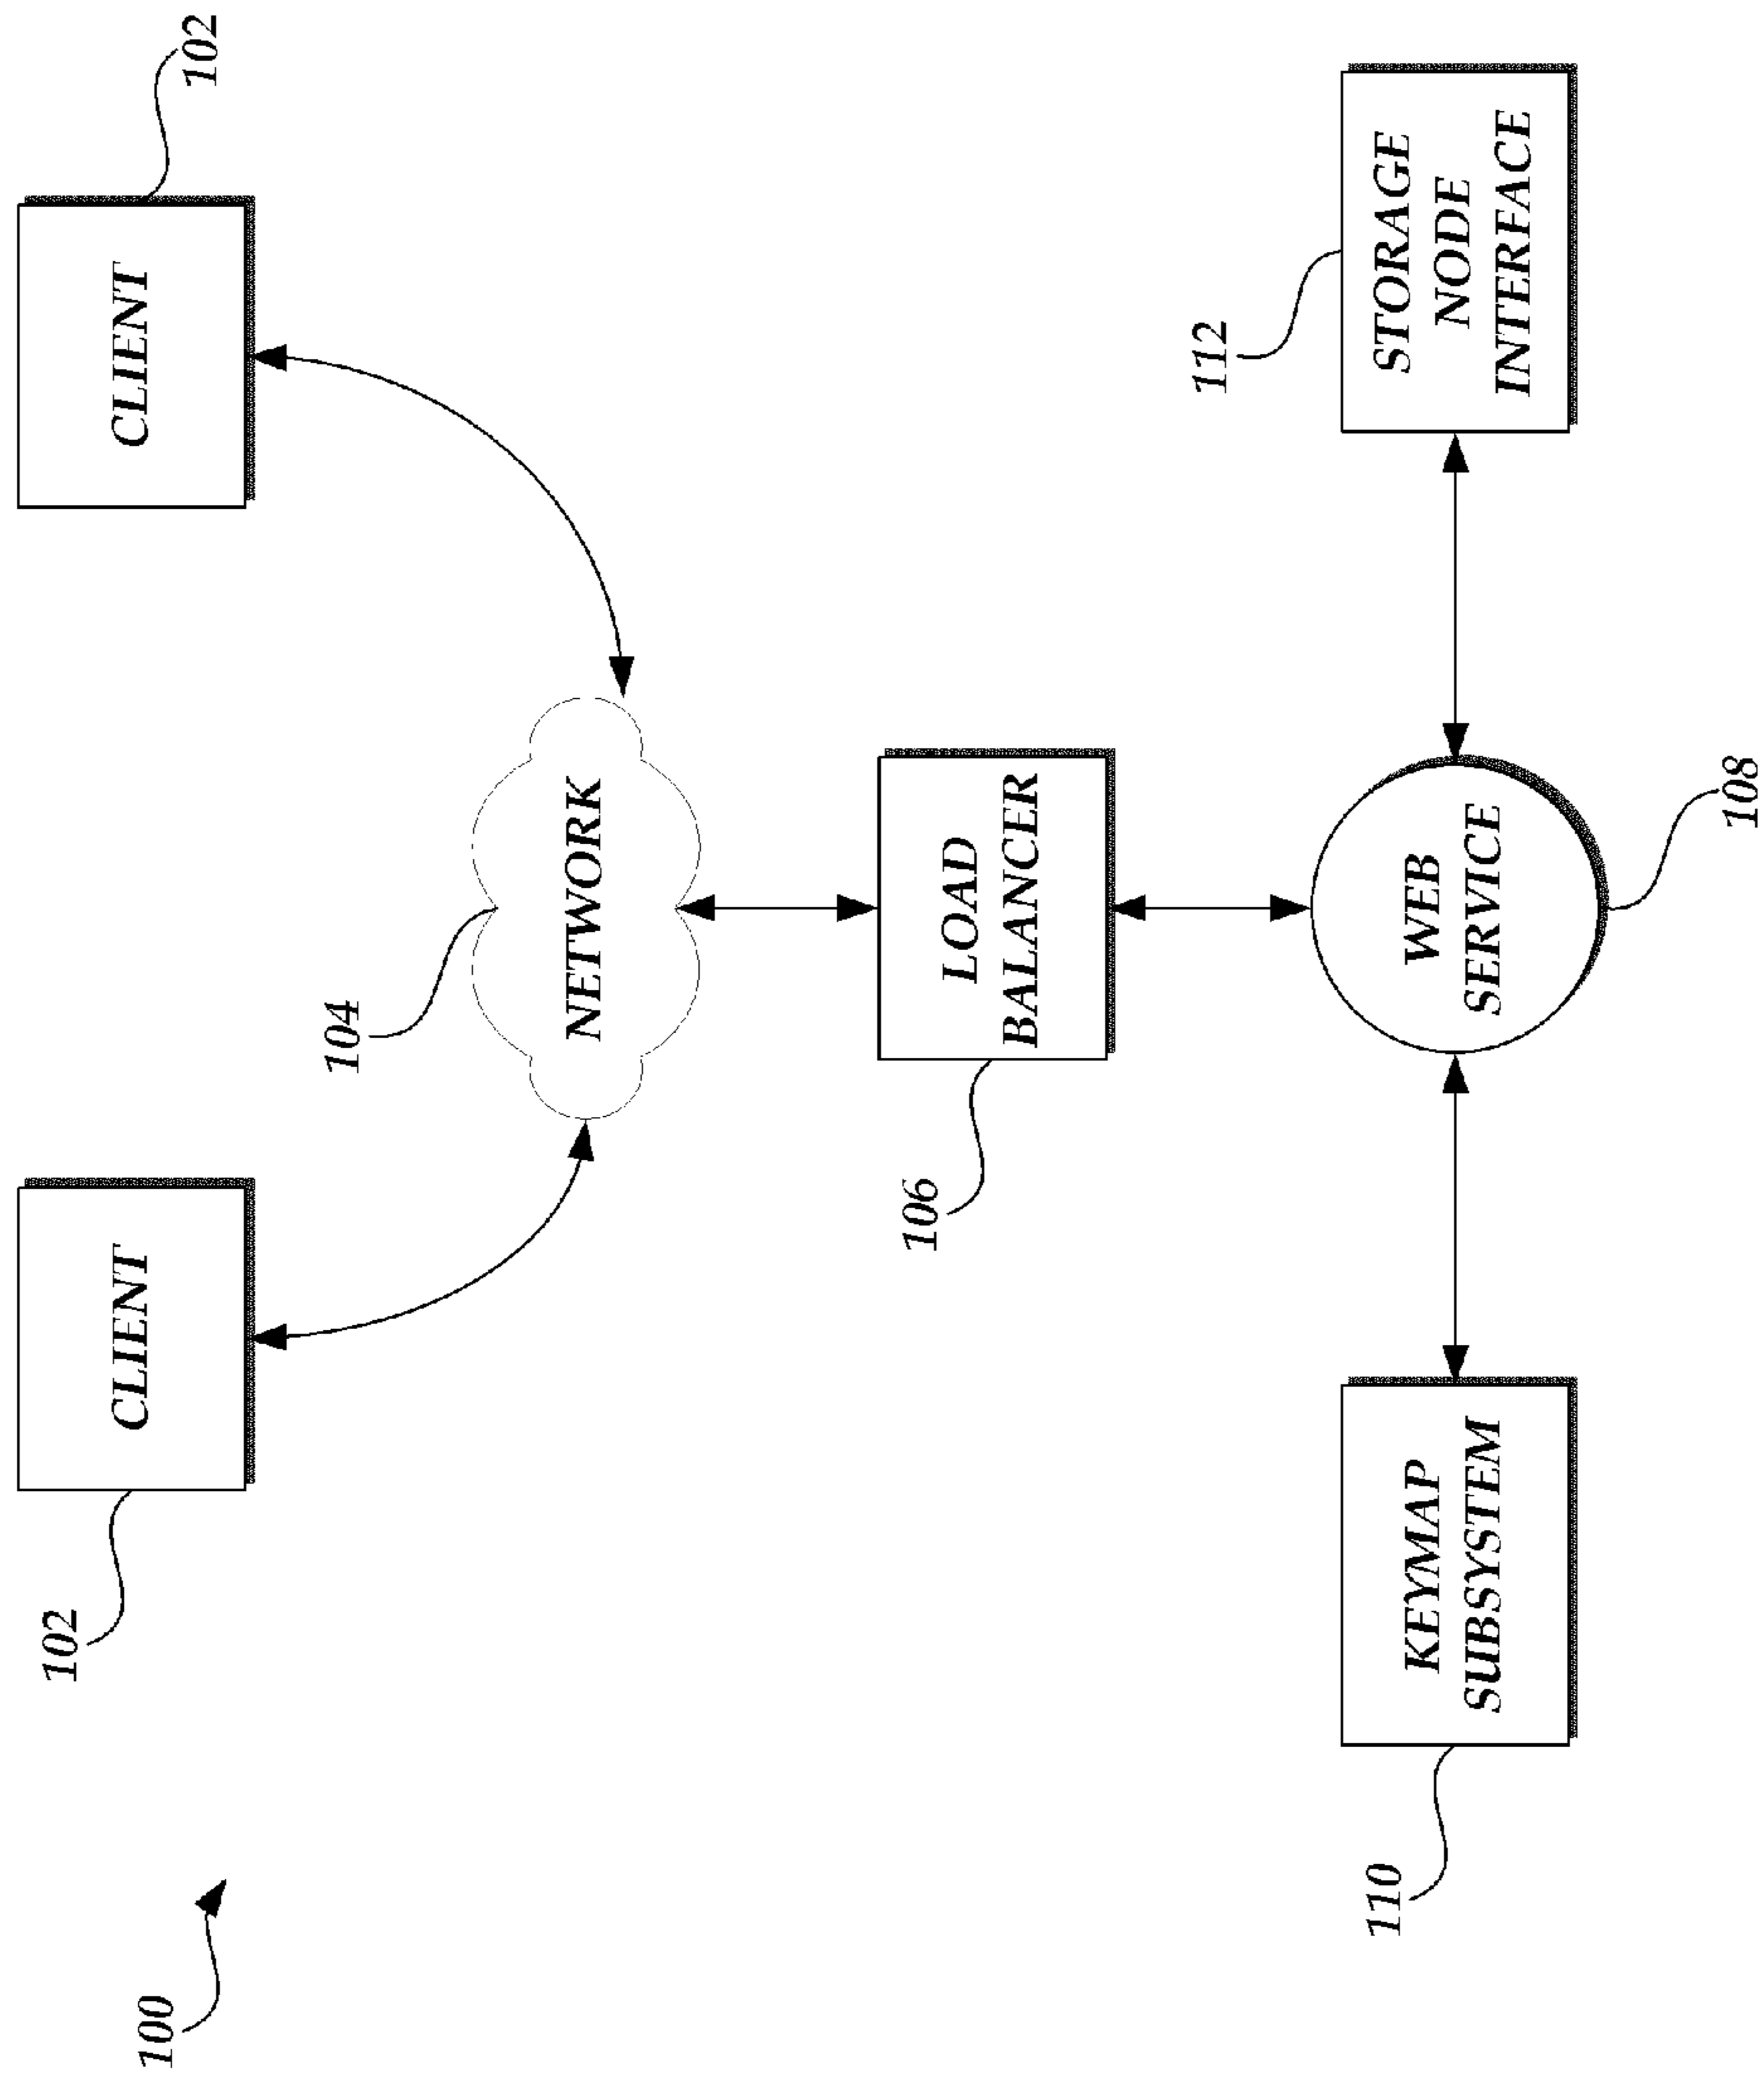 100
102
CLIENT
CLIENT
102
104
NETWORK
106
LOAD
BALANCER
112
110
KEYMAP
SUBSYSTEM
WEB
SERVICE
STORAGE
NODE
INTERFACE
108